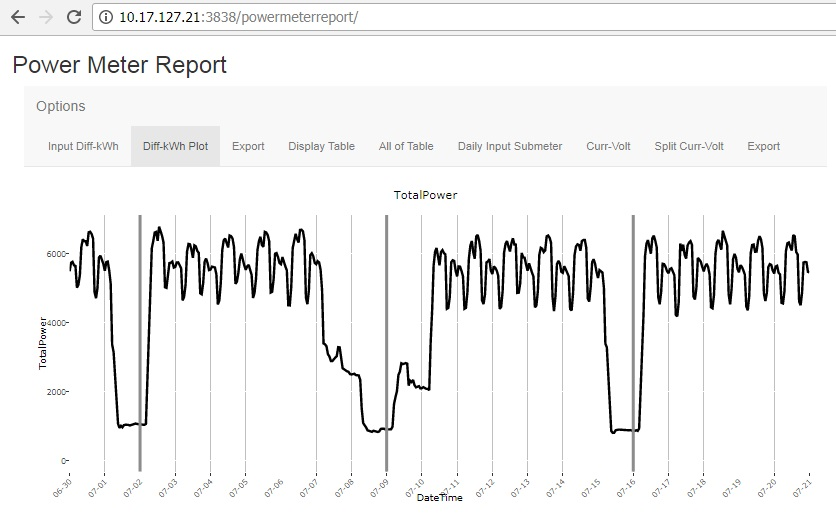 10.17.127.21:3838/powermeterreport/
Power Meter Report
Options
Input Diff-kWh Diff-kWh Plot Export Display Table All of Table Daily Input Submeter Curr-Volt Split Curr-Volt Export
TotalPower
6000
4000
2000
0
TotalPower
06-30 07-01 07-02 07-03 07-04 07-05 07-06 07-07 07-08 07-09 07-10 07-11 07-12 07-13 07-14 07-15 07-16 07-17 07-18 07-19 07-20 07-21
DateTime